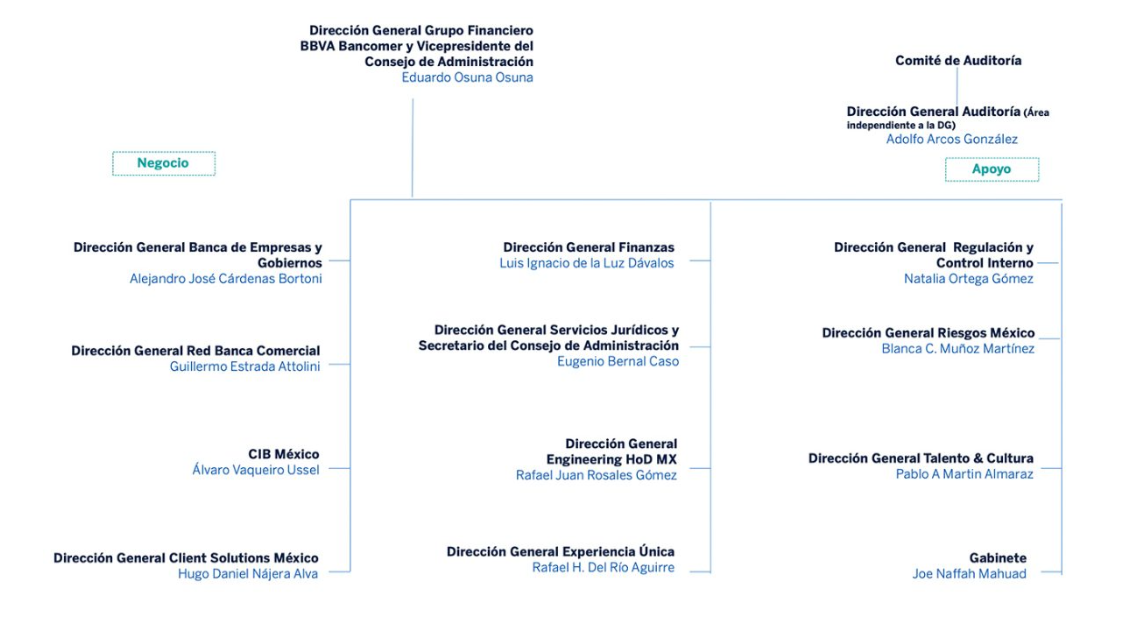 Dirección General Grupo Financiero
BBVA Bancomer y Vicepresidente del
Consejo de Administración
Eduardo Osuna Osuna
Comité de Auditoría
Dirección General Auditoría (Área
independiente a la DG)
Adolfo Arcos González
Negocio
Apoyo
Dirección General Banca de Empresas y
Gobiernos
Alejandro José Cárdenas Bortoni
Dirección General Finanzas
Luis Ignacio de la Luz Dávalos
Dirección General Regulación y
Control Interno
Natalia Ortega Gómez
Dirección General Red Banca Comercial
Guillermo Estrada Attolini
Dirección General Servicios Jurídicos y
Secretario del Consejo de Administración
Eugenio Bernal Caso
Dirección General Riesgos México
Blanca C. Muñoz Martínez
CIB México
Álvaro Vaqueiro Ussel
Dirección General
Engineering HoD MX
Rafael Juan Rosales Gómez
Dirección General Talento & Cultura
Pablo A Martin Almaraz
Dirección General Client Solutions México
Hugo Daniel Nájera Alva
Dirección General Experiencia Única
Rafael H. Del Río Aguirre
Gabinete
Joe Naffah Mahuad